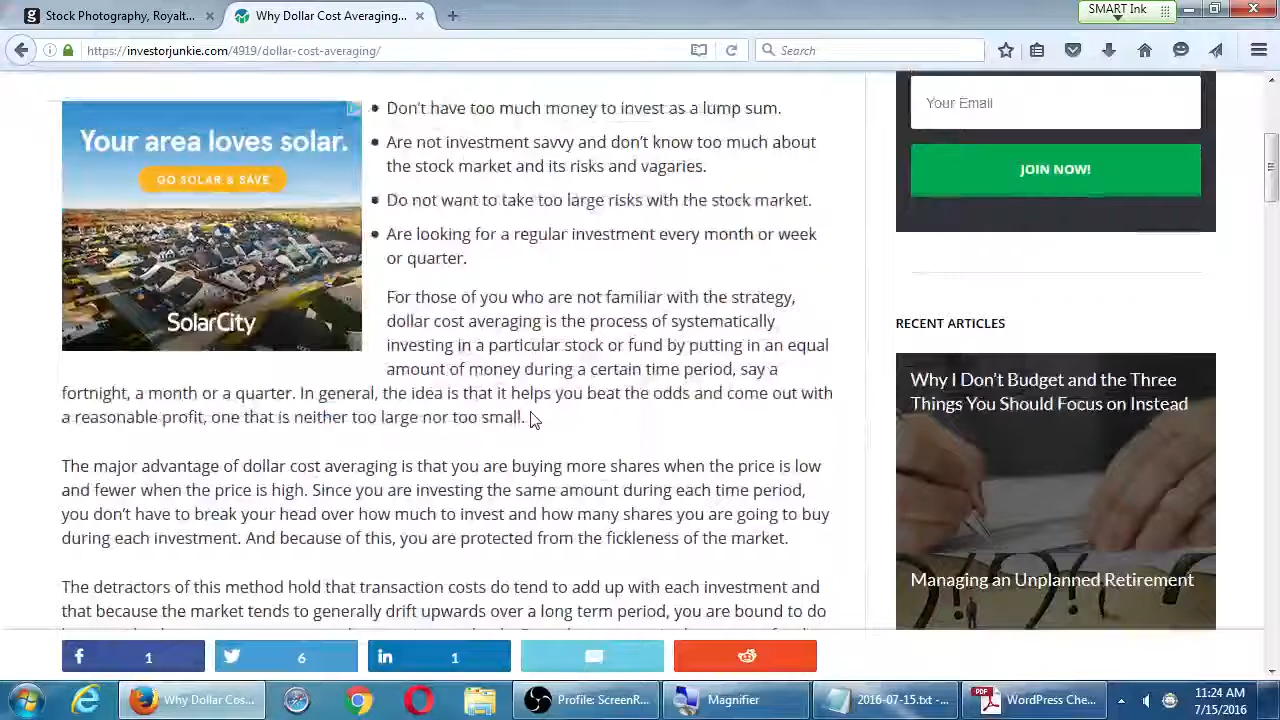 Stock Photography, Royalt...
Why Dollar Cost Averaging...
SMART Ink
https://investorjunkie.com/4919/dollar-cost-averaging/
Search
Your area loves solar.
GO SOLAR & SAVE
SolarCity
Don't have too much money to invest as a lump sum.
Are not investment savvy and don't know too much about
the stock market and its risks and vagaries.
Do not want to take too large risks with the stock market.
Are looking for a regular investment every month or week
or quarter.
For those of you who are not familiar with the strategy,
dollar cost averaging is the process of systematically
investing in a particular stock or fund by putting in an equal
amount of money during a certain time period, say a
fortnight, a month or a quarter. In general, the idea is that it helps you beat the odds and come out with
a reasonable profit, one that is neither too large nor too small.
The major advantage of dollar cost averaging is that you are buying more shares when the price is low
and fewer when the price is high. Since you are investing the same amount during each time period,
you don't have to break your head over how much to invest and how many shares you are going to buy
during each investment. And because of this, you are protected from the fickleness of the market.
The detractors of this method hold that transaction costs do tend to add up with each investment and
that because the market tends to generally drift upwards over a long term period, you are bound to do
Your Email
JOIN NOW!
RECENT ARTICLES
Why I Don't Budget and the Three
Things You Should Focus on Instead
Managing an Unplanned Retirement
1
6
1
Why Dollar Cos...
Profile: ScreenR...
Magnifier
2016-07-15.txt -...
WordPress Che...
11:24 AM
7/15/2016